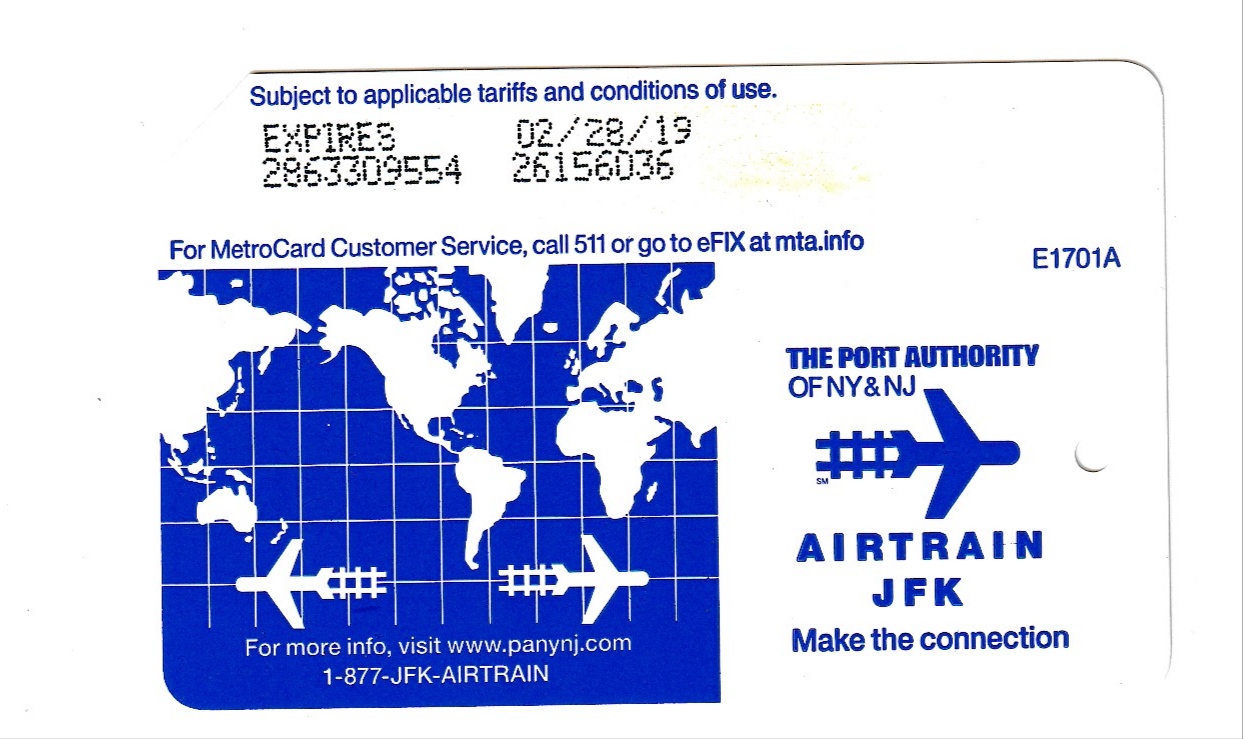 Subject to applicable tariffs and conditions of use.
EXPIRES 02/28/19
2863309554 26156036
For MetroCard Customer Service, call 511 or go to eFIX at mta.info
E1701A
THE PORT AUTHORITY
OF NY & NJ
SM
AIRTRAIN
JFK
Make the connection
For more info, visit www.panynj.com
1-877-JFK-AIRTRAIN